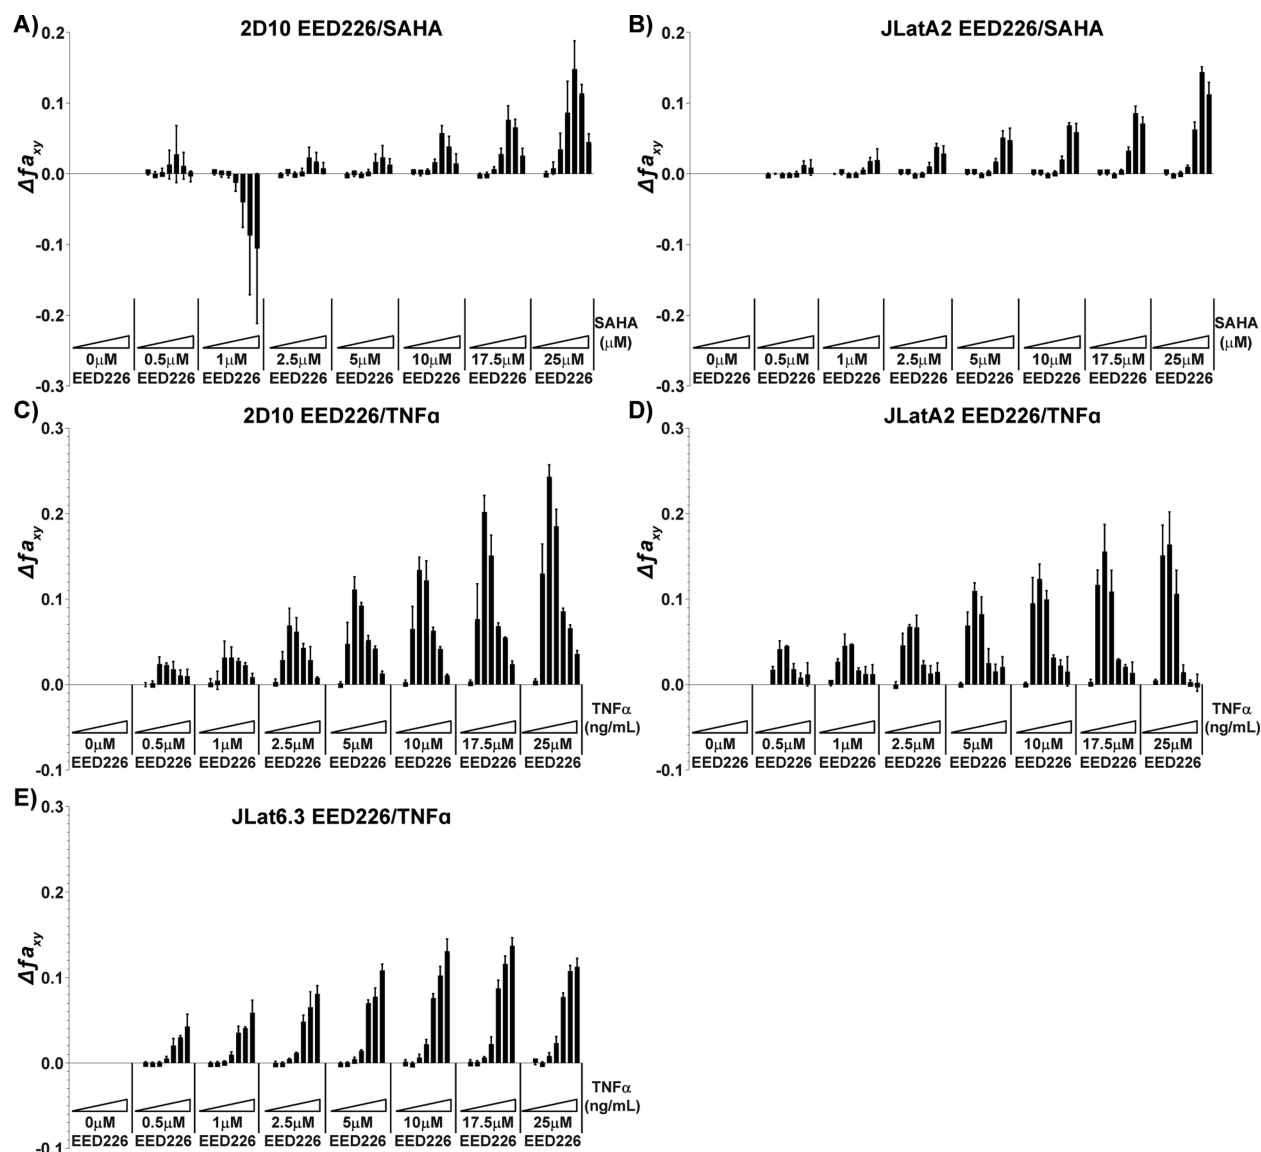 A)
2D10 EED226/SAHA
Δfaxy
0.2
0.1
0.0
-0.1
-0.2
-0.3
0μM 0.5μM 1μM 2.5μM 5μM 10μM 17.5μM 25μM
EED226 EED226 EED226 EED226 EED226 EED226 EED226 EED226
SAHA
(μM)
B)
JLatA2 EED226/SAHA
Δfaxy
0.2
0.1
0.0
-0.1
-0.2
-0.3
0μM 0.5μM 1μM 2.5μM 5μM 10μM 17.5μM 25μM
EED226 EED226 EED226 EED226 EED226 EED226 EED226 EED226
SAHA
(μM)
C)
2D10 EED226/TNFα
Δfaxy
0.3
0.2
0.1
0.0
-0.1
0μM 0.5μM 1μM 2.5μM 5μM 10μM 17.5μM 25μM
EED226 EED226 EED226 EED226 EED226 EED226 EED226 EED226
TNFα
(ng/mL)
D)
JLatA2 EED226/TNFα
Δfaxy
0.3
0.2
0.1
0.0
-0.1
0μM 0.5μM 1μM 2.5μM 5μM 10μM 17.5μM 25μM
EED226 EED226 EED226 EED226 EED226 EED226 EED226 EED226
TNFα
(ng/mL)
E)
JLat6.3 EED226/TNFα
Δfaxy
0.3
0.2
0.1
0.0
-0.1
0μM 0.5μM 1μM 2.5μM 5μM 10μM 17.5μM 25μM
EED226 EED226 EED226 EED226 EED226 EED226 EED226 EED226
TNFα
(ng/mL)